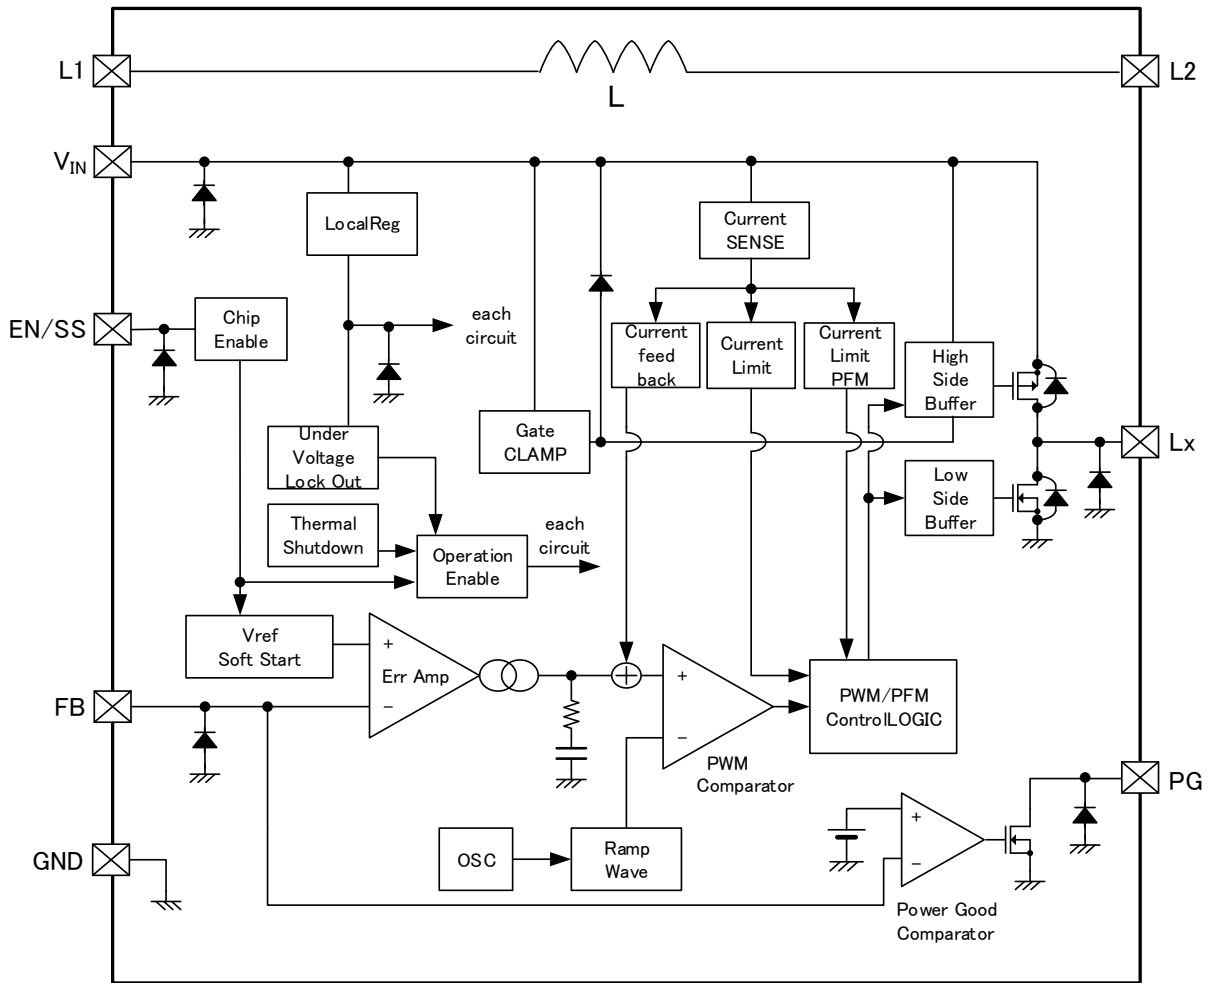 L1
L2
L
VIN
LocalReg
Current
SENSE
EN/SS
Chip
Enable
each
circuit
Current
feed
back
Current
Limit
Current
Limit
PFM
High
Side
Buffer
Gate
CLAMP
Under
Voltage
Lock Out
Lx
Low
Side
Buffer
Thermal
Shutdown
Operation
Enable
each
circuit
Vref
Soft Start
+
Err Amp
−
+
−
PWM
Comparator
PWM/PFM
ControlLOGIC
FB
PG
GND
OSC
Ramp
Wave
+
−
Power Good
Comparator